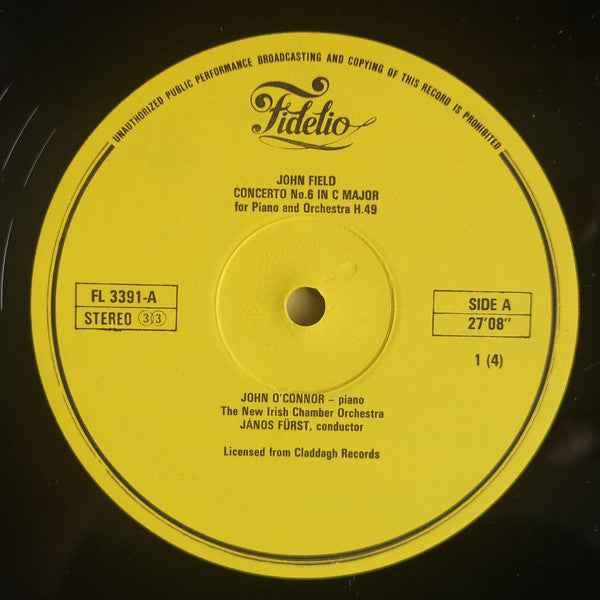 UNAUTHORIZED PUBLIC PERFORMANCE BROADCASTING AND COPYING OF THIS RECORD IS PROHIBITED
Fidelio
JOHN FIELD
CONCERTO No.6 IN C MAJOR
for Piano and Orchestra H.49
FL 3391-A
STEREO 33
SIDE A
27'08"
1 (4)
JOHN O'CONNOR – piano
The New Irish Chamber Orchestra
JÁNOS FÜRST, conductor
Licensed from Claddagh Records